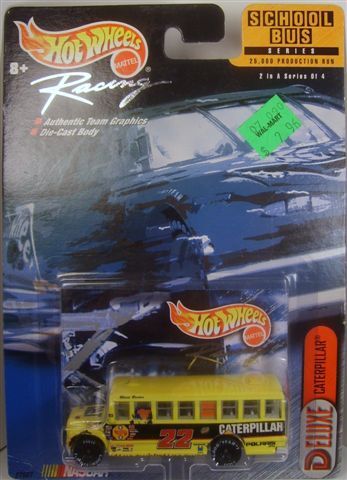 Hot Wheels
MATTEL
8+
Racing
Authentic Team Graphics
Die-Cast Body
SCHOOL
BUS
SERIES
25,000 PRODUCTION RUN
2 In A Series Of 4
WAL-MART
Hot Wheels
MATTEL
CATERPILLAR
22
POLARIS
DELUXE
CATERPILLAR®
NASCAR